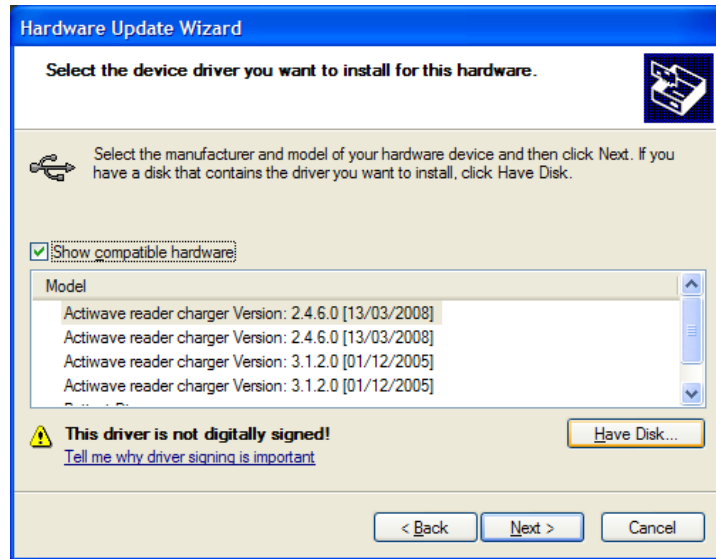 Hardware Update Wizard
Select the device driver you want to install for this hardware.
Select the manufacturer and model of your hardware device and then click Next. If you
have a disk that contains the driver you want to install, click Have Disk.
Show compatible hardware
Model
Actiwave reader charger Version: 2.4.6.0 [13/03/2008]
Actiwave reader charger Version: 2.4.6.0 [13/03/2008]
Actiwave reader charger Version: 3.1.2.0 [01/12/2005]
Actiwave reader charger Version: 3.1.2.0 [01/12/2005]
This driver is not digitally signed!
Have Disk...
Tell me why driver signing is important
< Back
Next >
Cancel